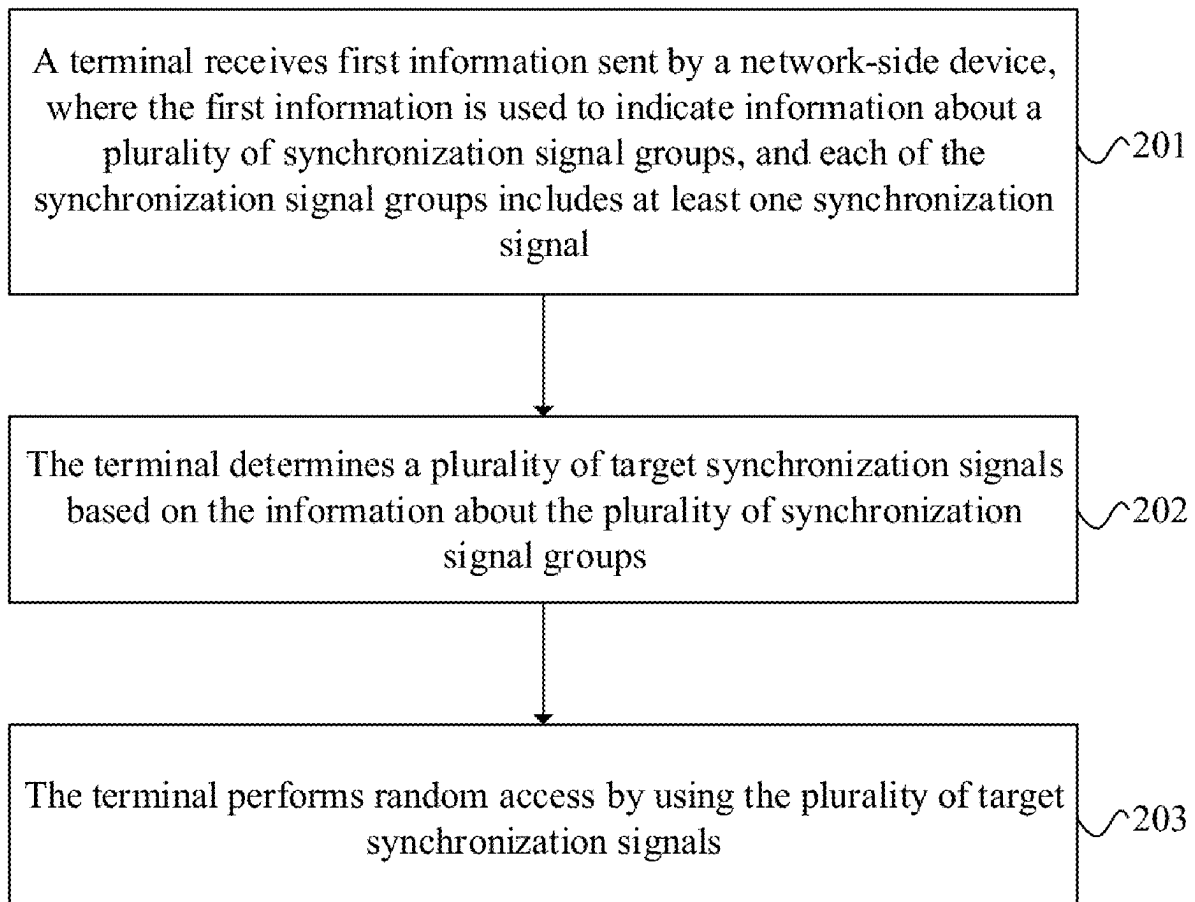 A terminal receives first information sent by a network-side device,
where the first information is used to indicate information about a
plurality of synchronization signal groups, and each of the
synchronization signal groups includes at least one synchronization
signal
201
The terminal determines a plurality of target synchronization signals
based on the information about the plurality of synchronization
signal groups
202
The terminal performs random access by using the plurality of target
synchronization signals
203